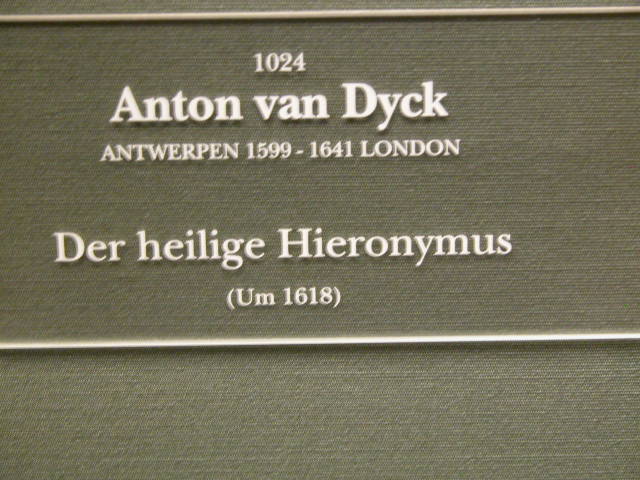 1024
Anton van Dyck
ANTWERPEN 1599 - 1641 LONDON
Der heilige Hieronymus
(Um 1618)